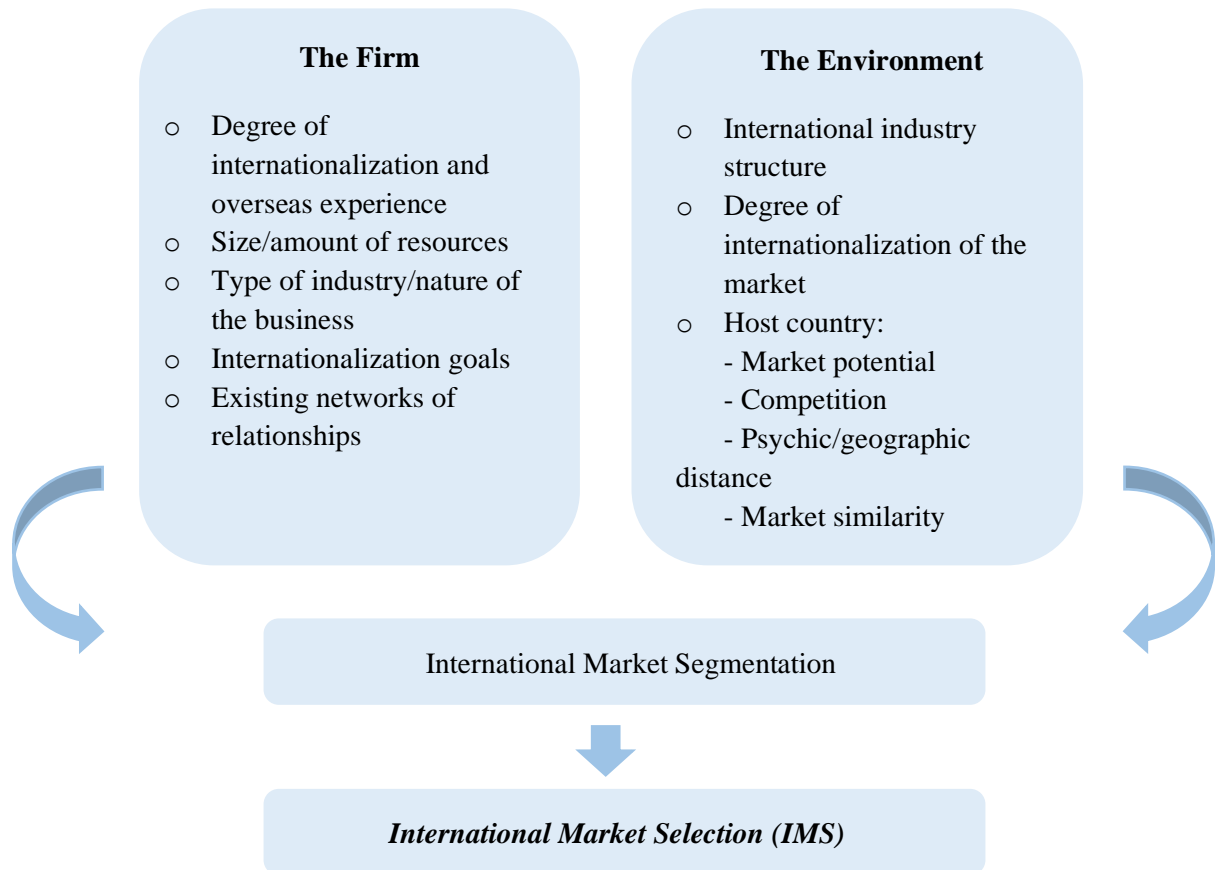 The Firm
o Degree of
internationalization and
overseas experience
o Size/amount of resources
o Type of industry/nature of
the business
o Internationalization goals
o Existing networks of
relationships
The Environment
o International industry
structure
o Degree of
internationalization of the
market
o Host country:
- Market potential
- Competition
- Psychic/geographic
distance
- Market similarity
International Market Segmentation
International Market Selection (IMS)